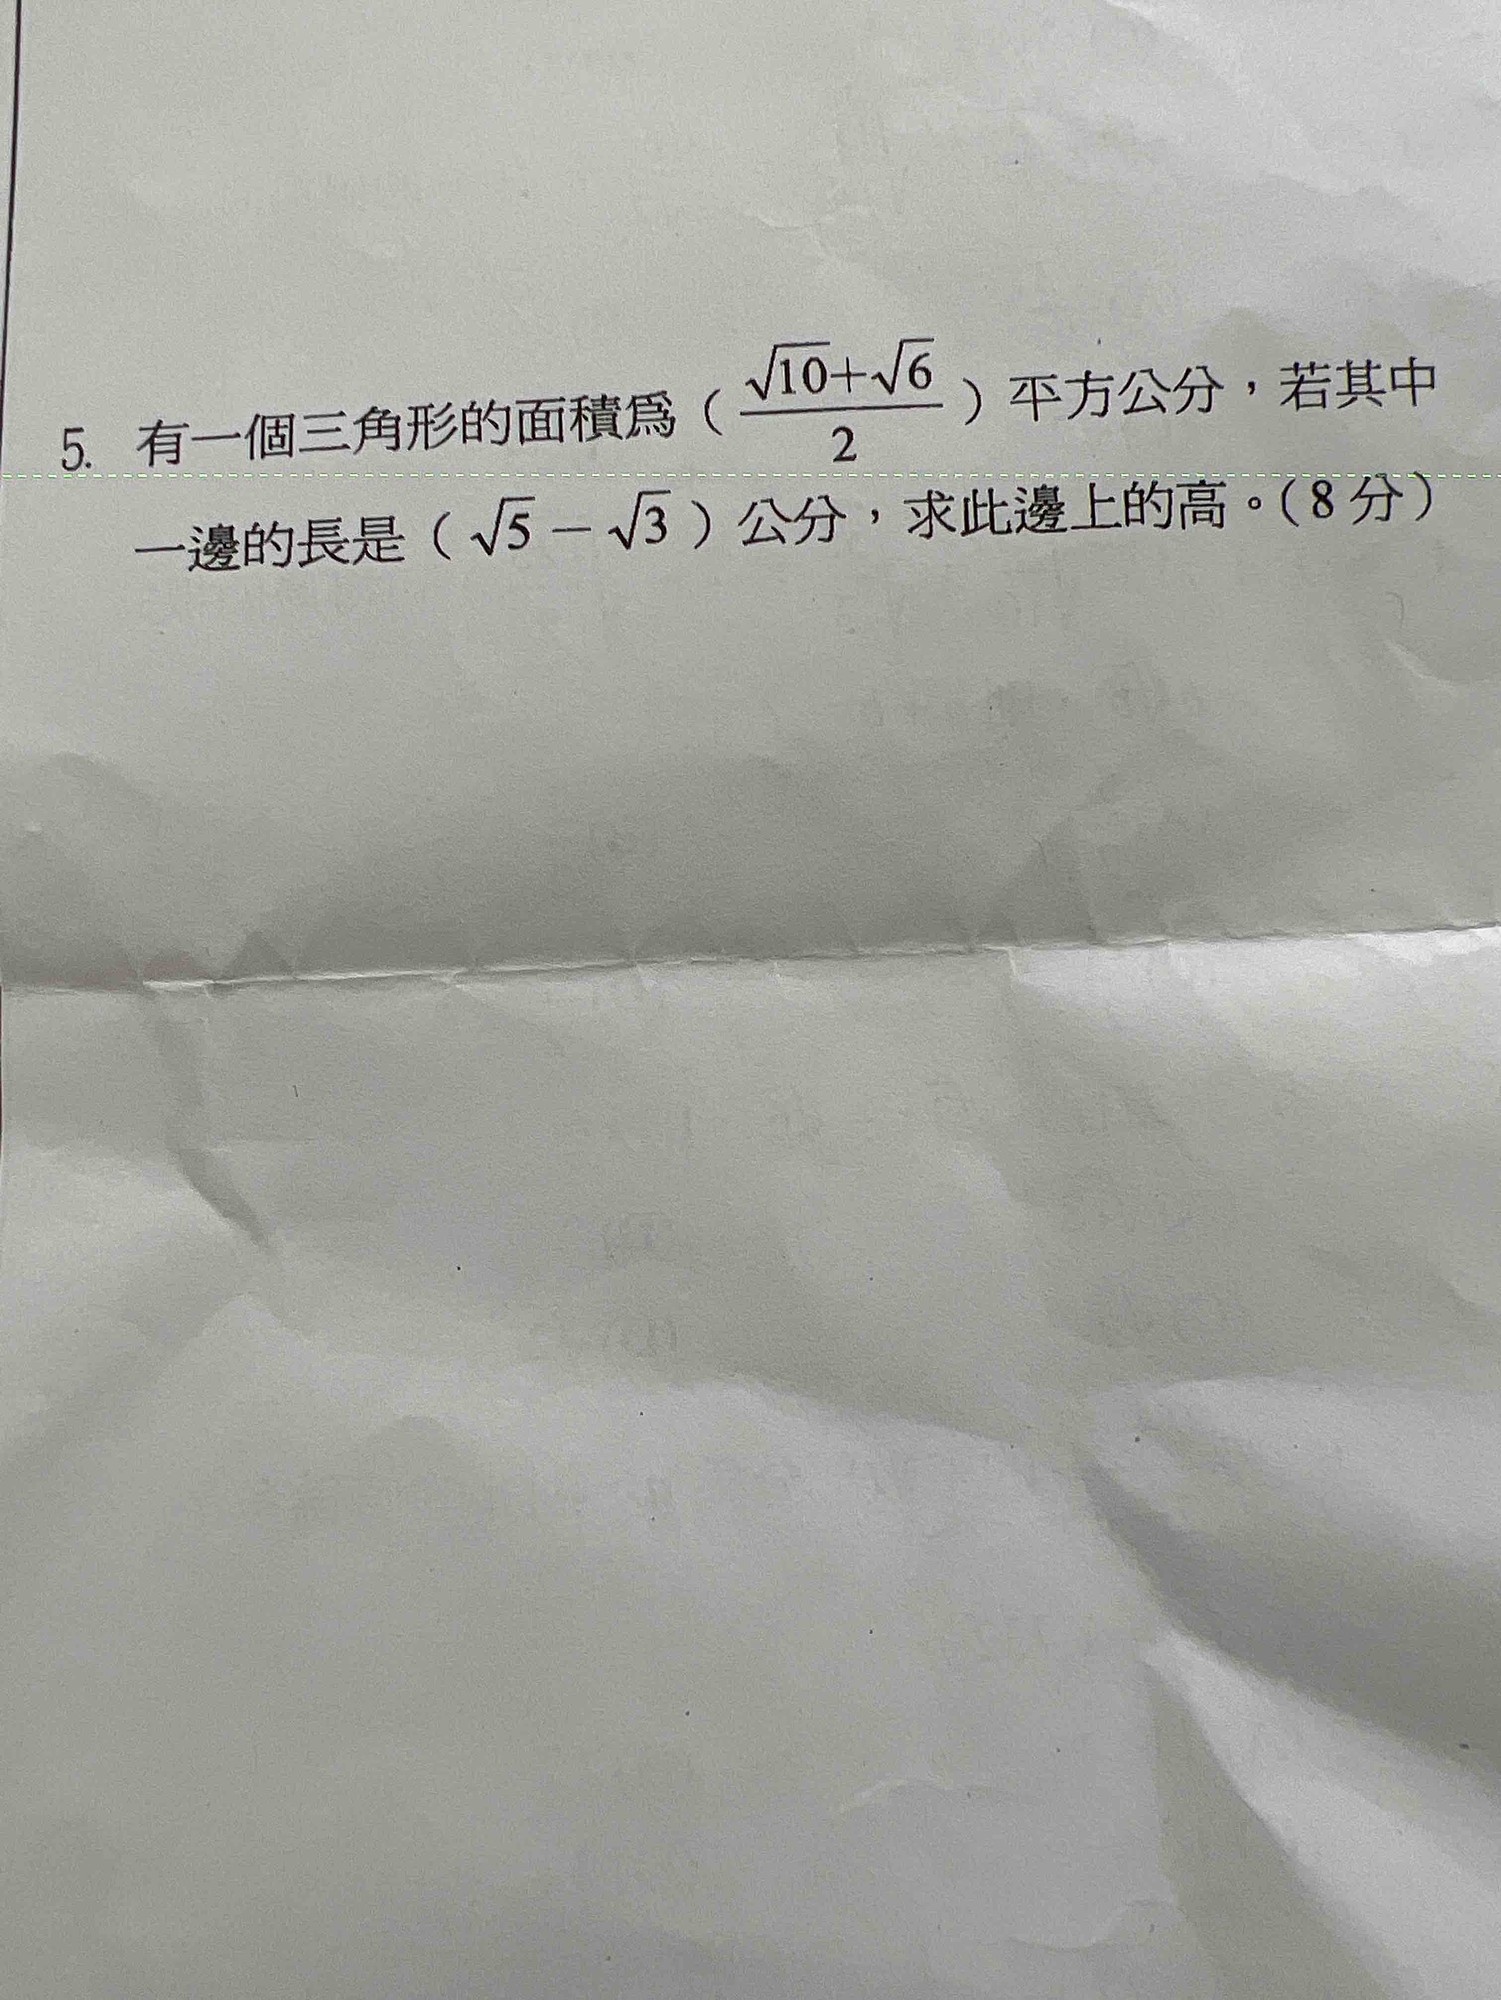 5. 有一個三角形的面積為（$\frac{\sqrt{10}+\sqrt{6}}{2}$）平方公分，若其中
一邊的長是（$\sqrt{5}-\sqrt{3}$）公分，求此邊上的高。（8分）